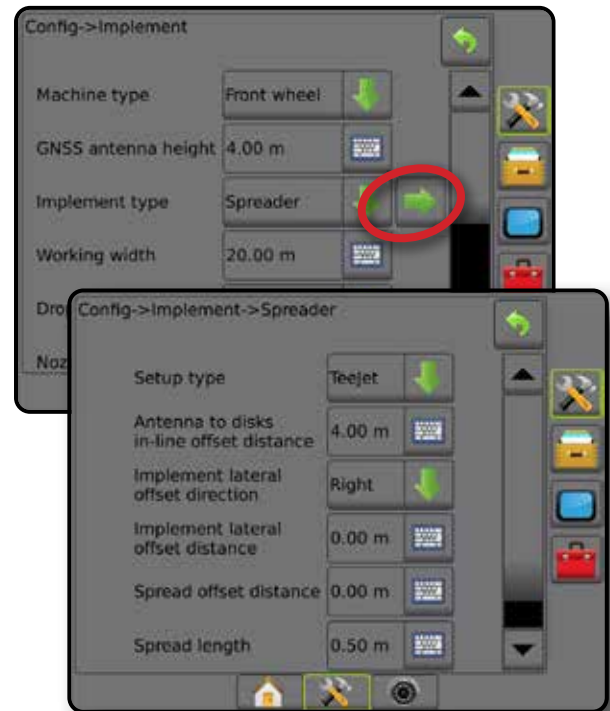 Config->Implement
Machine type Front wheel
GNSS antenna height 4.00 m
Implement type Spreader
Working width 20.00 m
Dro
Noz
Config->Implement->Spreader
Setup type Teejet
Antenna to disks
in-line offset distance 4.00 m
Implement lateral
offset direction Right
Implement lateral
offset distance 0.00 m
Spread offset distance 0.00 m
Spread length 0.50 m